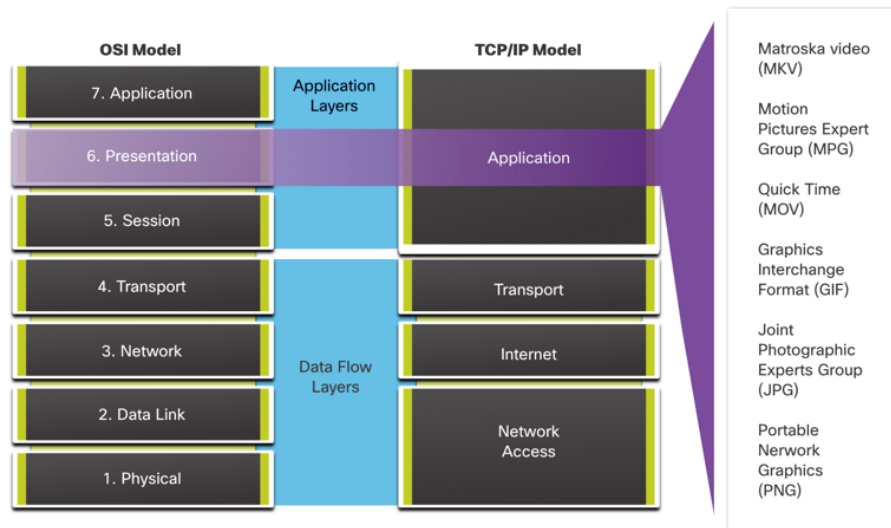 OSI Model
7. Application
6. Presentation
5. Session
4. Transport
3. Network
2. Data Link
1. Physical
Application
Layers
Data Flow
Layers
TCP/IP Model
Application
Transport
Internet
Network
Access
Matroska video
(MKV)
Motion
Pictures Expert
Group (MPG)
Quick Time
(MOV)
Graphics
Interchange
Format (GIF)
Joint
Photographic
Experts Group
(JPG)
Portable
Nerwork
Graphics
(PNG)